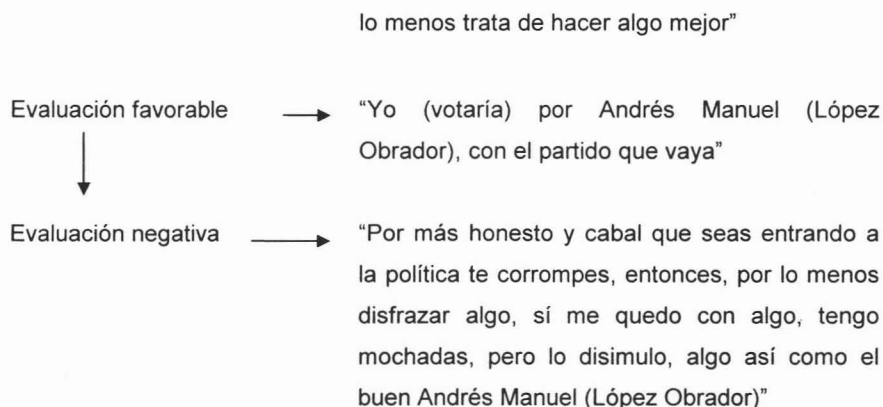 lo menos trata de hacer algo mejor”
Evaluación favorable “Yo (votaría) por Andrés Manuel (López
Obrador), con el partido que vaya”
Evaluación negativa “Por más honesto y cabal que seas entrando a
la política te corrompes, entonces, por lo menos
disfrazar algo, sí me quedo con algo, tengo
mochadas, pero lo disimulo, algo así como el
buen Andrés Manuel (López Obrador)”